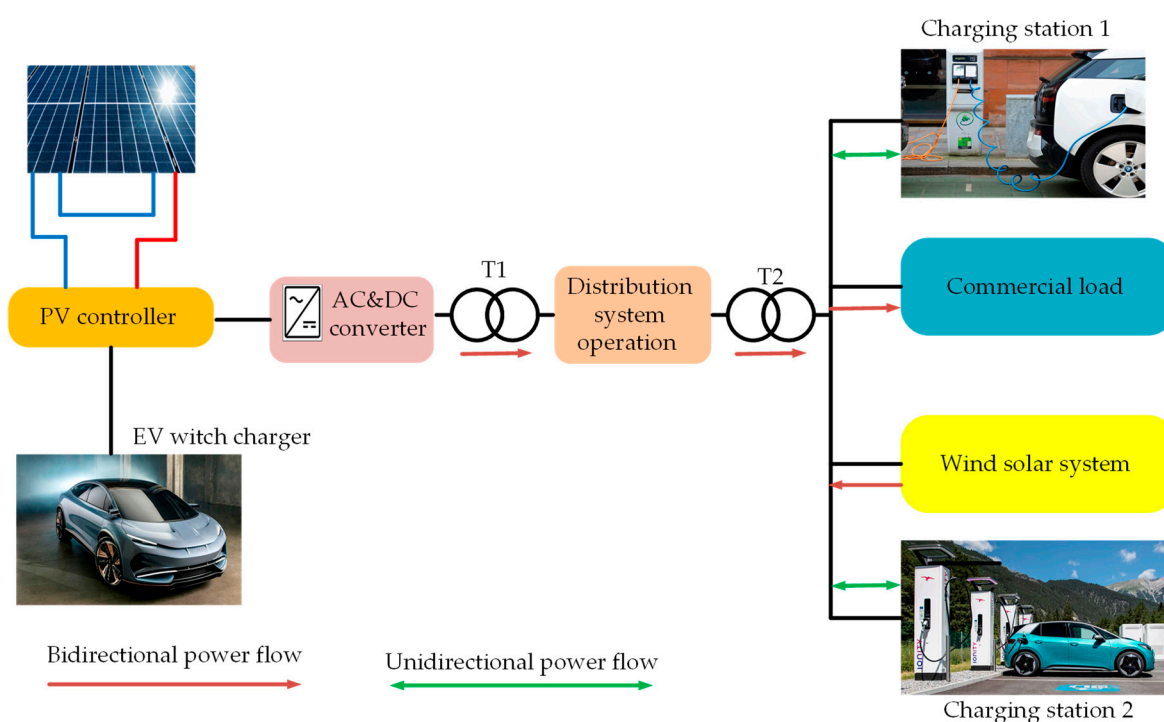 Charging station 1
T1
T2
PV controller
AC&DC
converter
Distribution
system
operation
Commercial load
EV witch charger
Wind solar system
Bidirectional power flow
Unidirectional power flow
IONITY
Charging station 2